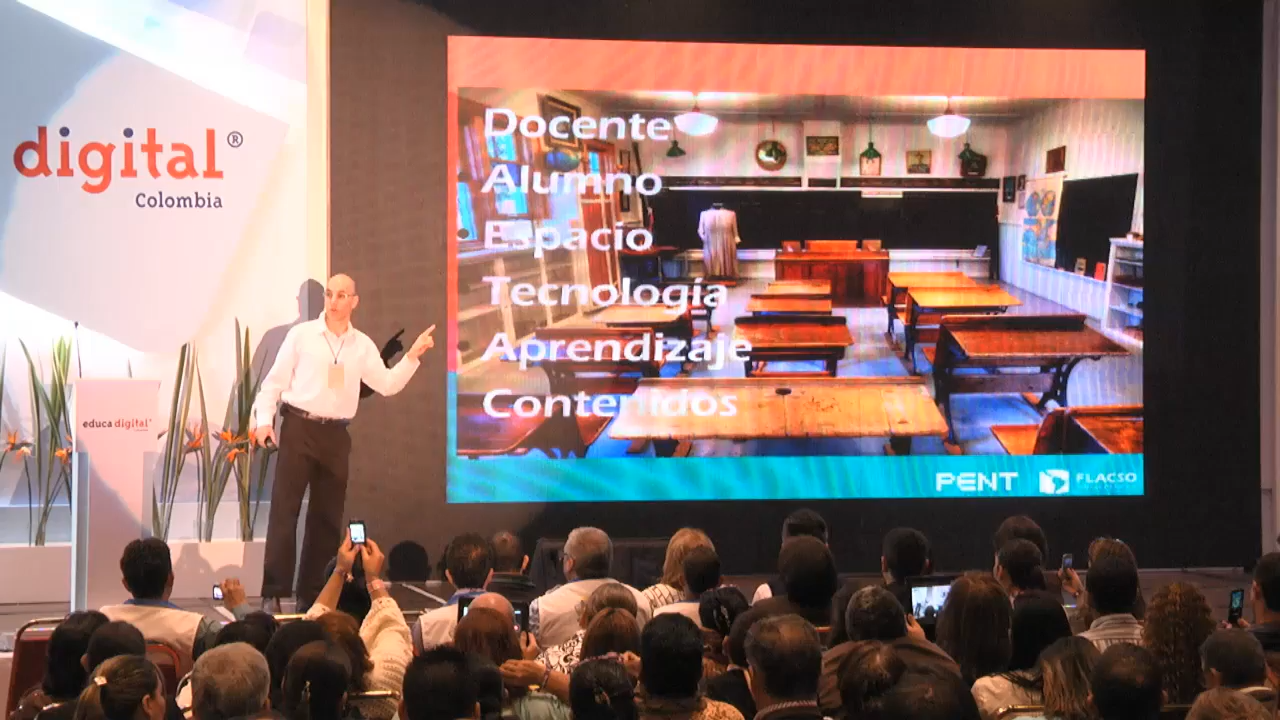 digital®
Colombia
educa digital
Docente
Alumno
Espacio
Tecnología
Aprendizaje
Contenidos
PENT
FLACSO